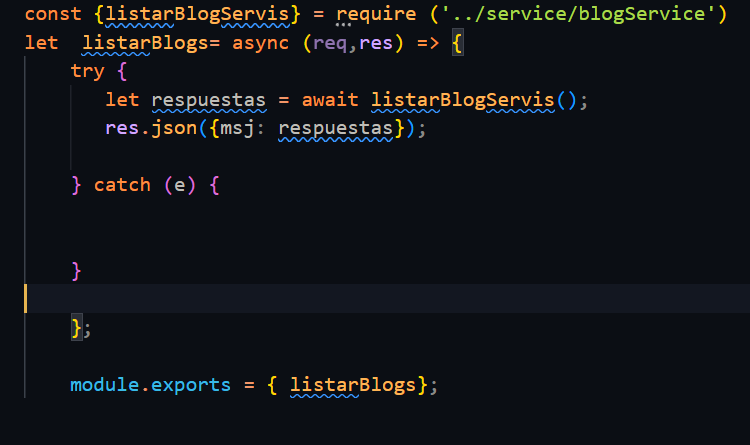 const {listarBlogServis} = require ('../service/blogService')
let  listarBlogs= async (req,res) => {
    try {
       let respuestas = await listarBlogServis();
       res.json({msj: respuestas});
    } catch (e) {
    }
    };
    module.exports = { listarBlogs};